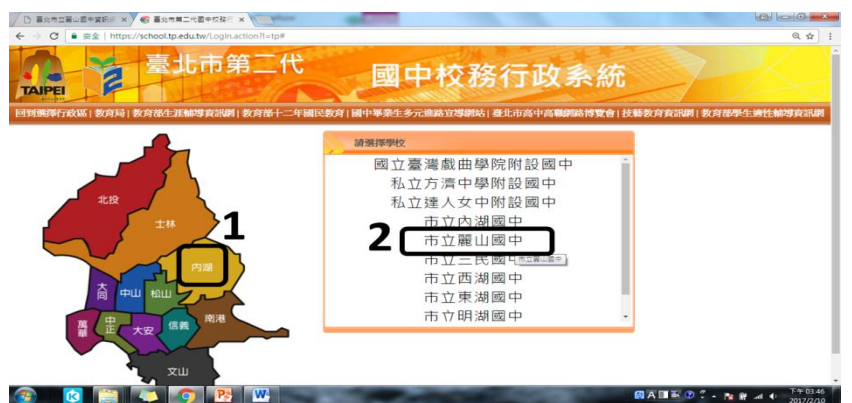 臺北市立麗山國中資訊
臺北市第二代國中校務行
安全 | https://school.tp.edu.tw/Login.action?l=tp#
TAIPEI
臺北市第二代 國中校務行政系統
回到選擇行政區 | 教育局 | 教育部生涯輔導資訊網 | 教育部十二年國民教育 | 國中畢業生多元進路宣導網站 | 臺北市高中高職網路博覽會 | 技藝教育資訊網 | 教育部學生適性輔導資訊網
北投
士林
1
內湖
大同
中山
松山
萬華
中正
大安
信義
南港
文山
請選擇學校
國立臺灣戲曲學院附設國中
私立方濟中學附設國中
私立達人女中附設國中
市立內湖國中
2
市立麗山國中
市立三民國中
市立麗山國中
市立西湖國中
市立東湖國中
市立明湖國中
下午 03:46
2017/2/10